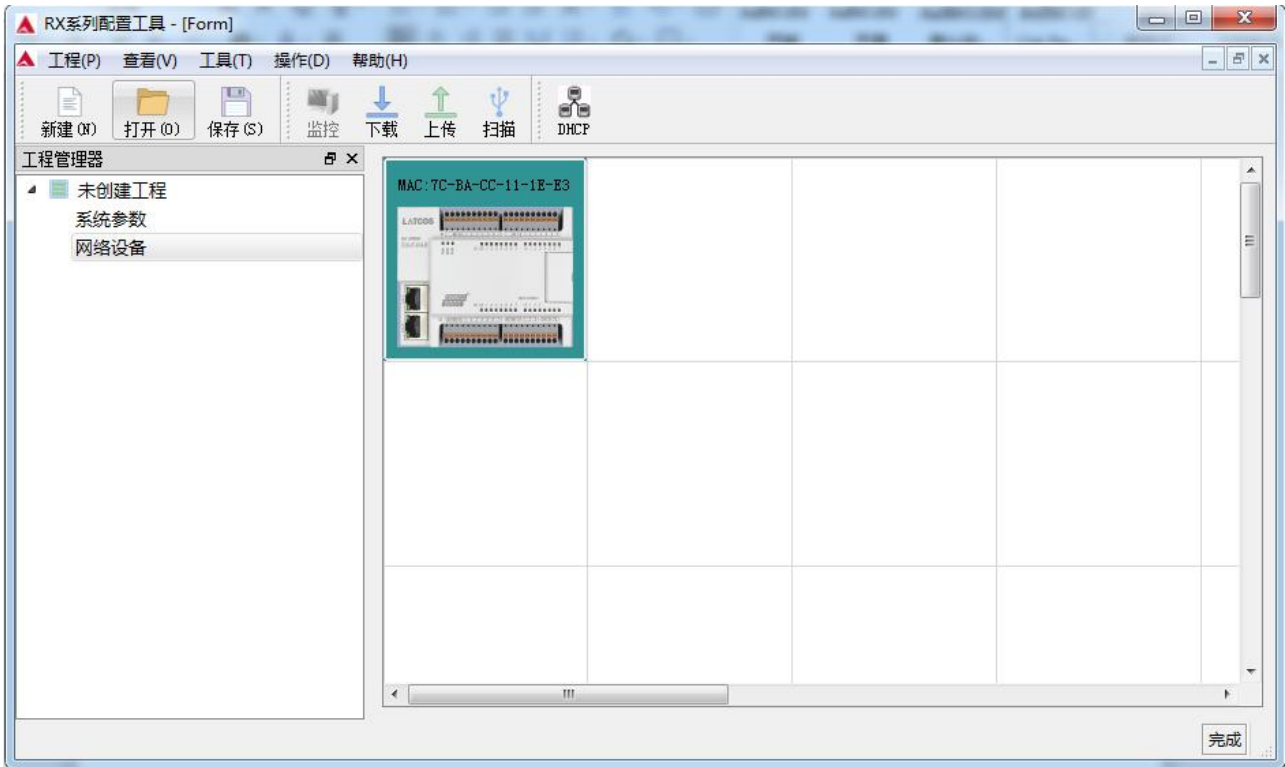 RX系列配置工具 - [Form]
工程(P) 查看(V) 工具(T) 操作(D) 帮助(H)
新建(N) 打开(O) 保存(S) 监控 下载 上传 扫描 DHCP
工程管理器
未创建工程
系统参数
网络设备
MAC:7C-BA-CC-11-1E-E3
完成